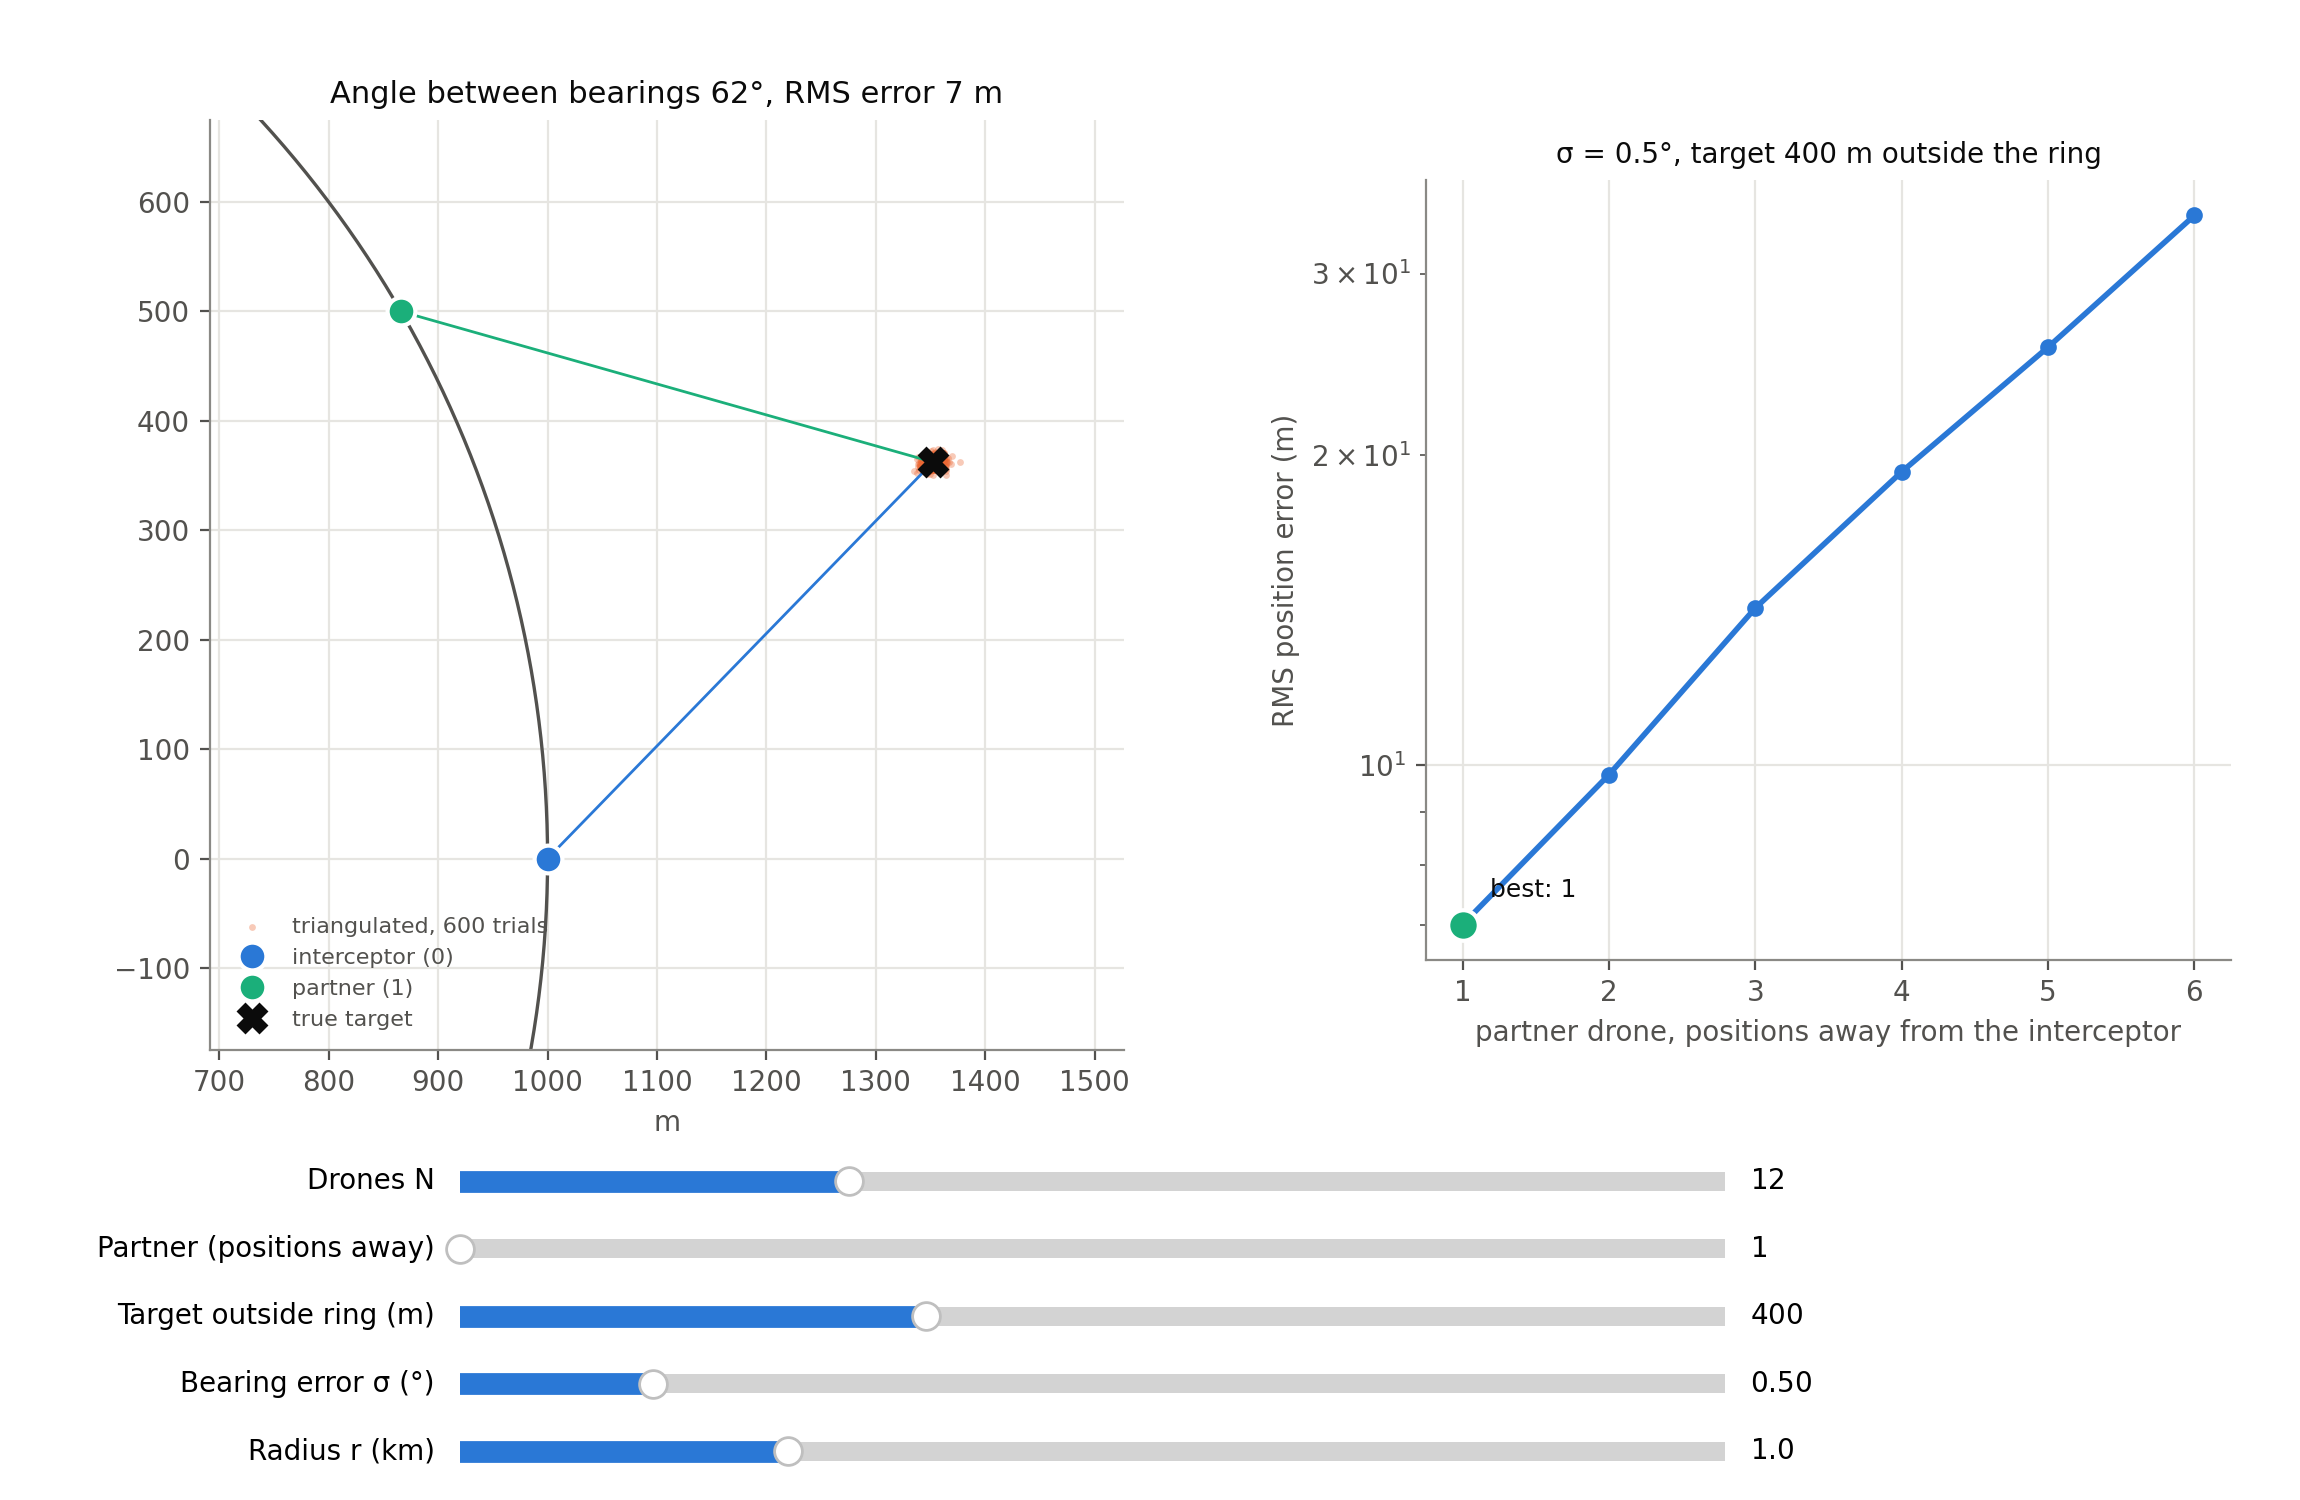 Angle between bearings 62°, RMS error 7 m
600
500
400
300
200
100
0
−100
triangulated, 600 trials
interceptor (0)
partner (1)
true target
700 800 900 1000 1100 1200 1300 1400 1500
m
σ = 0.5°, target 400 m outside the ring
RMS position error (m)
3 × 10¹
2 × 10¹
10¹
best: 1
1 2 3 4 5 6
partner drone, positions away from the interceptor
Drones N 12
Partner (positions away) 1
Target outside ring (m) 400
Bearing error σ (°) 0.50
Radius r (km) 1.0